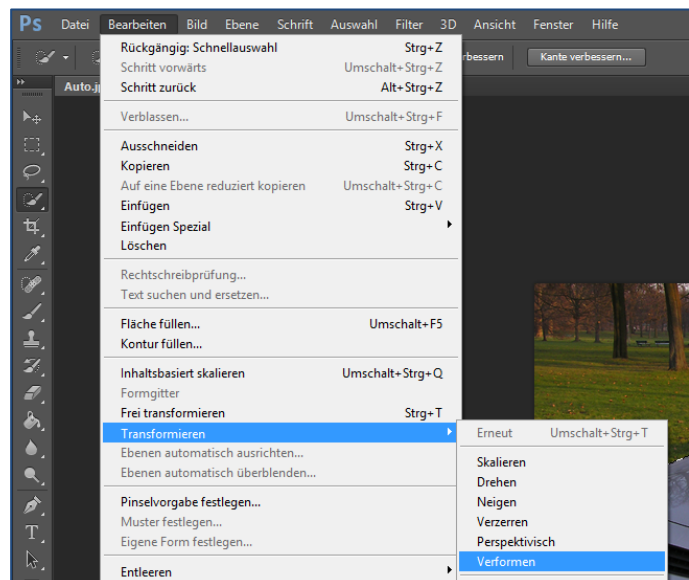 Ps Datei Bearbeiten Bild Ebene Schrift Auswahl Filter 3D Ansicht Fenster Hilfe
Rückgängig: Schnellauswahl Strg+Z
Schritt vorwärts Umschalt+Strg+Z
Schritt zurück Alt+Strg+Z
Kante verbessern...
Auto.j
Verblassen... Umschalt+Strg+F
Ausschneiden Strg+X
Kopieren Strg+C
Auf eine Ebene reduziert kopieren Umschalt+Strg+C
Einfügen Strg+V
Einfügen Spezial
Löschen
Rechtschreibprüfung...
Text suchen und ersetzen...
Fläche füllen... Umschalt+F5
Kontur füllen...
Inhaltsbasiert skalieren Umschalt+Strg+Q
Formgitter
Frei transformieren Strg+T
Transformieren
Ebenen automatisch ausrichten...
Ebenen automatisch überblenden...
Pinselvorgabe festlegen...
Muster festlegen...
Eigene Form festlegen...
Entleeren
Erneut Umschalt+Strg+T
Skalieren
Drehen
Neigen
Verzerren
Perspektivisch
Verformen